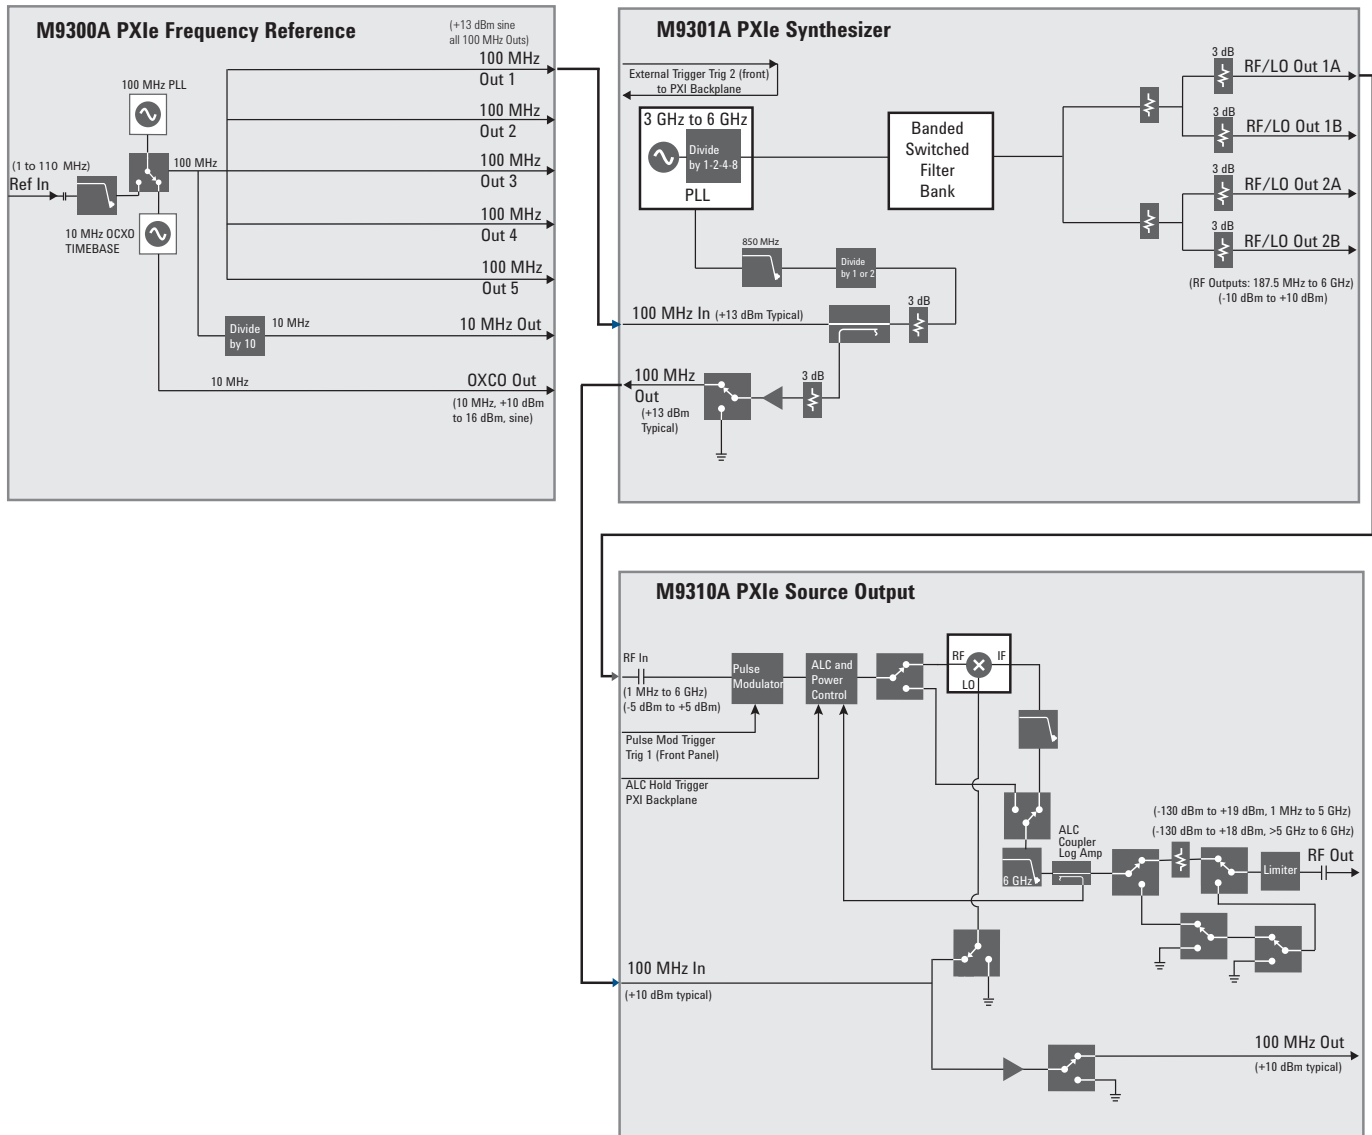 M9300A PXIe Frequency Reference
(+13 dBm sine
all 100 MHz Outs)
100 MHz
Out 1
100 MHz PLL
100 MHz
Out 2
(1 to 110 MHz)
Ref In
100 MHz
100 MHz
Out 3
10 MHz OCXO
TIMEBASE
100 MHz
Out 4
100 MHz
Out 5
Divide
by 10
10 MHz
10 MHz Out
10 MHz
OXCO Out
(10 MHz, +10 dBm
to 16 dBm, sine)
M9301A PXIe Synthesizer
External Trigger Trig 2 (front)
to PXI Backplane
3 GHz to 6 GHz
Divide
by 1-2-4-8
PLL
Banded
Switched
Filter
Bank
3 dB
RF/LO Out 1A
3 dB
RF/LO Out 1B
3 dB
RF/LO Out 2A
3 dB
RF/LO Out 2B
(RF Outputs: 187.5 MHz to 6 GHz)
(-10 dBm to +10 dBm)
850 MHz
Divide
by 1 or 2
100 MHz In (+13 dBm Typical)
3 dB
100 MHz
Out
(+13 dBm
Typical)
3 dB
M9310A PXIe Source Output
RF In
(1 MHz to 6 GHz)
(-5 dBm to +5 dBm)
Pulse
Modulator
ALC and
Power
Control
RF
IF
LO
Pulse Mod Trigger
Trig 1 (Front Panel)
ALC Hold Trigger
PXI Backplane
6 GHz
ALC
Coupler
Log Amp
(-130 dBm to +19 dBm, 1 MHz to 5 GHz)
(-130 dBm to +18 dBm, >5 GHz to 6 GHz)
Limiter
RF Out
100 MHz In
(+10 dBm typical)
100 MHz Out
(+10 dBm typical)